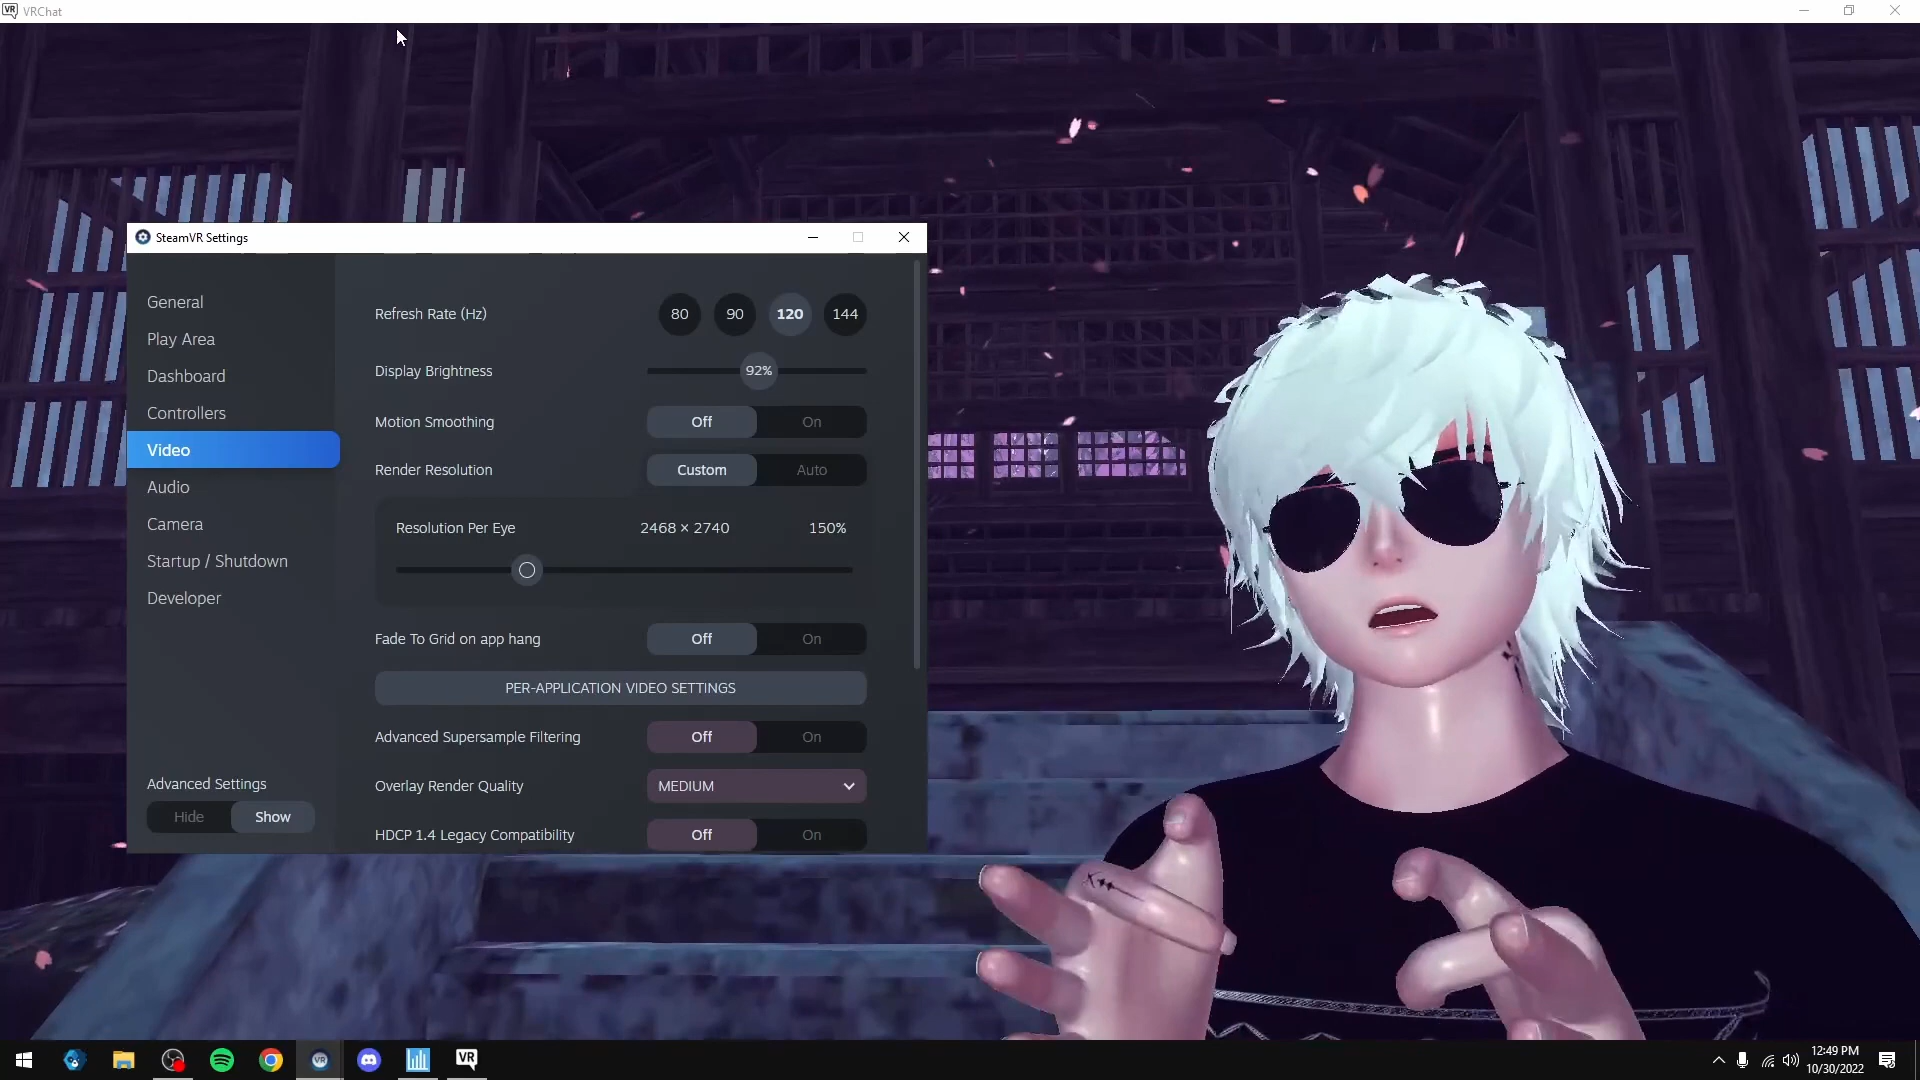 VRChat
SteamVR Settings
General
Play Area
Dashboard
Controllers
Video
Audio
Camera
Startup / Shutdown
Developer
Advanced Settings
Hide Show
Refresh Rate (Hz) 80 90 120 144
Display Brightness 92%
Motion Smoothing Off On
Render Resolution Custom Auto
Resolution Per Eye 2468 × 2740 150%
Fade To Grid on app hang Off On
PER-APPLICATION VIDEO SETTINGS
Advanced Supersample Filtering Off On
Overlay Render Quality MEDIUM
HDCP 1.4 Legacy Compatibility Off On
VR
VR
12:49 PM
10/30/2022